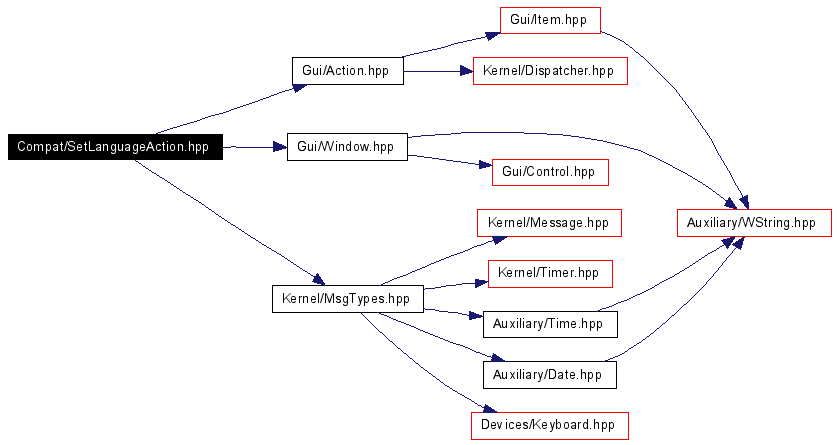 Gui/Item.hpp
Gui/Action.hpp
Kernel/Dispatcher.hpp
Compat/SetLanguageAction.hpp
Gui/Window.hpp
Gui/Control.hpp
Kernel/Message.hpp
Auxiliary/WString.hpp
Kernel/Timer.hpp
Kernel/MsgTypes.hpp
Auxiliary/Time.hpp
Auxiliary/Date.hpp
Devices/Keyboard.hpp